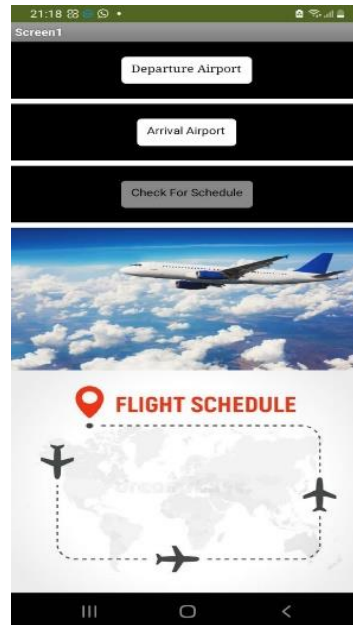 21:18
Screen1
Departure Airport
Arrival Airport
Check For Schedule
FLIGHT SCHEDULE